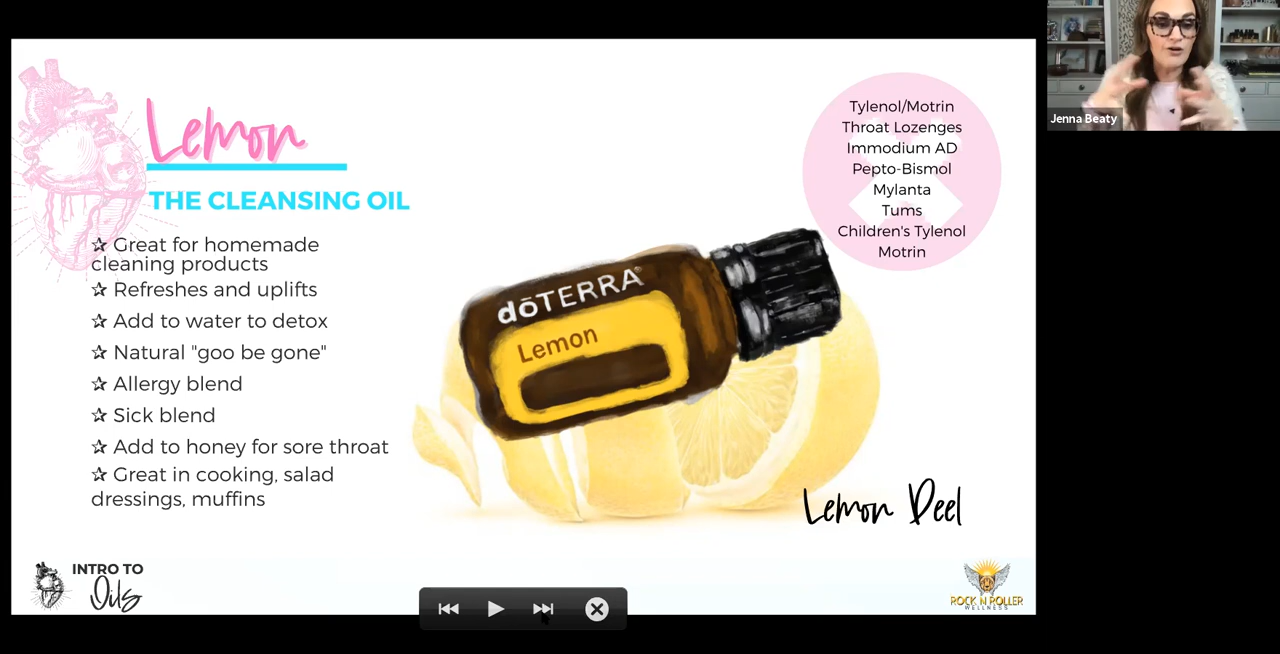 Lemon
THE CLEANSING OIL
✰ Great for homemade
cleaning products
✰ Refreshes and uplifts
✰ Add to water to detox
✰ Natural "goo be gone"
✰ Allergy blend
✰ Sick blend
✰ Add to honey for sore throat
✰ Great in cooking, salad
dressings, muffins
Tylenol/Motrin
Throat Lozenges
Immodium AD
Pepto-Bismol
Mylanta
Tums
Children's Tylenol
Motrin
dōTERRA®
Lemon
Lemon Peel
INTRO TO
Oils
ROCK N ROLLER
WELLNESS
Jenna Beaty